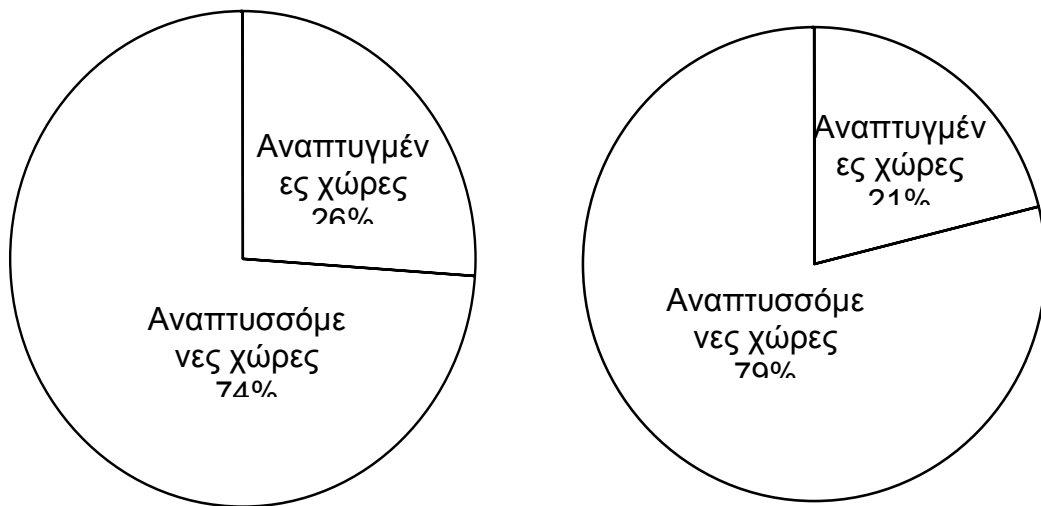 Αναπτυγμέν
ες χώρες
26%
Αναπτυσσόμε
νες χώρες
74%
Αναπτυγμέν
ες χώρες
21%
Αναπτυσσόμε
νες χώρες
79%